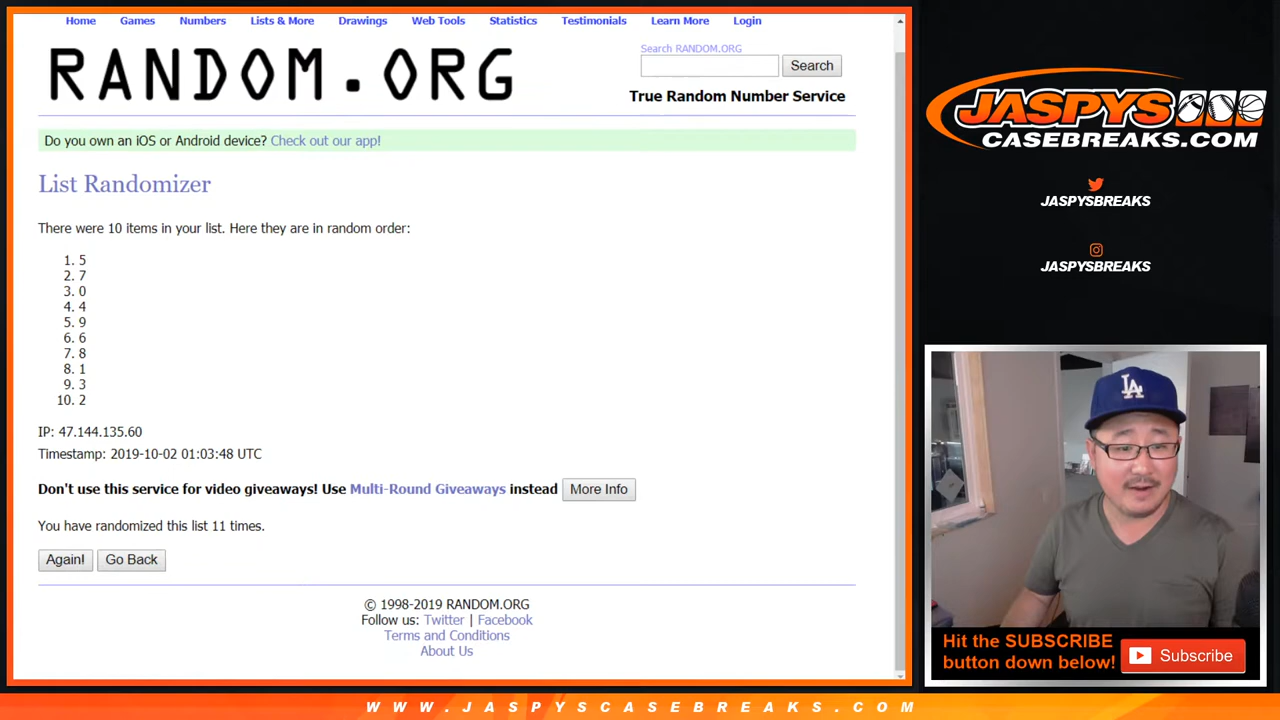 Home Games Numbers Lists & More Drawings Web Tools Statistics Testimonials Learn More Login
RANDOM.ORG
Search RANDOM.ORG
Search
True Random Number Service
Do you own an iOS or Android device? Check out our app!
List Randomizer
There were 10 items in your list. Here they are in random order:
1. 5
2. 7
3. 0
4. 4
5. 9
6. 6
7. 8
8. 1
9. 3
10. 2
IP: 47.144.135.60
Timestamp: 2019-10-02 01:03:48 UTC
Don't use this service for video giveaways! Use Multi-Round Giveaways instead More Info
You have randomized this list 11 times.
Again! Go Back
© 1998-2019 RANDOM.ORG
Follow us: Twitter | Facebook
Terms and Conditions
About Us
JASPYS
CASEBREAKS.COM
JASPYSBREAKS
JASPYSBREAKS
LA
Hit the SUBSCRIBE
button down below!
Subscribe
WWW.JASPYSCASEBREAKS.COM